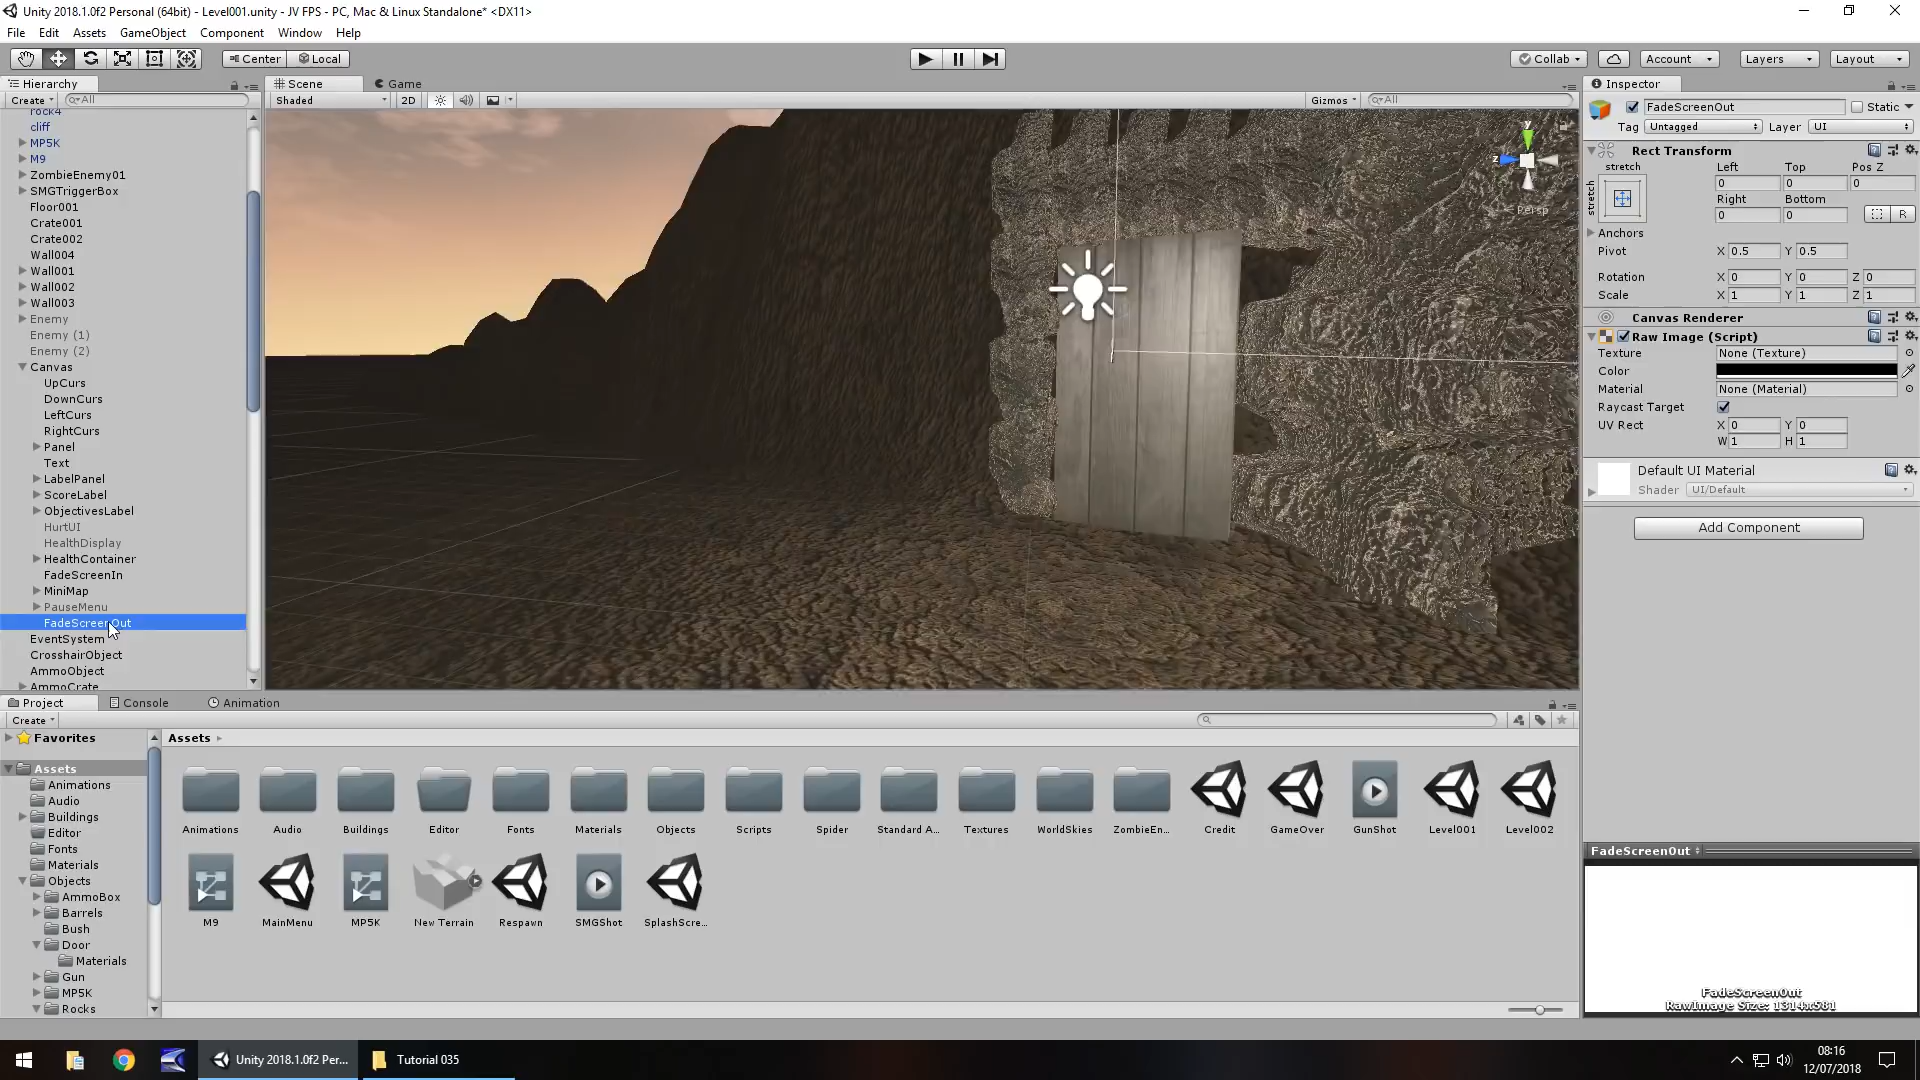 Unity 2018.1.0f2 Personal (64bit) - Level001.unity - JV FPS - PC, Mac & Linux Standalone* <DX11>
File Edit Assets GameObject Component Window Help
Center Local Collab Account Layers Layout
Hierarchy Scene Game Inspector
Create All Shaded 2D Gizmos All
FadeScreenOut Static
Tag Untagged Layer UI
rock4
cliff
MP5K
M9
ZombieEnemy01
SMGTriggerBox
Floor001
Crate001
Crate002
Wall004
Wall001
Wall002
Wall003
Enemy
Enemy (1)
Enemy (2)
Canvas
UpCurs
DownCurs
LeftCurs
RightCurs
Panel
Text
LabelPanel
ScoreLabel
ObjectivesLabel
HurtUI
HealthDisplay
HealthContainer
FadeScreenIn
MiniMap
PauseMenu
FadeScreenOut
EventSystem
CrosshairObject
AmmoObject
AmmoCrate
y
z
Persp
Rect Transform
stretch Left Top Pos Z
stretch 0 0 0
Right Bottom
0 0 R
Anchors
Pivot X 0.5 Y 0.5
Rotation X 0 Y 0 Z 0
Scale X 1 Y 1 Z 1
Canvas Renderer
Raw Image (Script)
Texture None (Texture)
Color
Material None (Material)
Raycast Target
UV Rect X 0 Y 0
W 1 H 1
Default UI Material
Shader UI/Default
Add Component
Project Console Animation
Create
Favorites
Assets
Animations
Audio
Buildings
Editor
Fonts
Materials
Objects
AmmoBox
Barrels
Bush
Door
Materials
Gun
MP5K
Rocks
Assets
Animations Audio Buildings Editor Fonts Materials Objects Scripts Spider Standard A... Textures WorldSkies ZombieEn... Credit GameOver GunShot Level001 Level002
M9 MainMenu MP5K New Terrain Respawn SMGShot SplashScre...
FadeScreenOut
FadeScreenOut
RawImage Size: 1314x581
Unity 2018.1.0f2 Per... Tutorial 035
08:16
12/07/2018